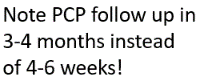 Note PCP follow up in
3-4 months instead
of 4-6 weeks!